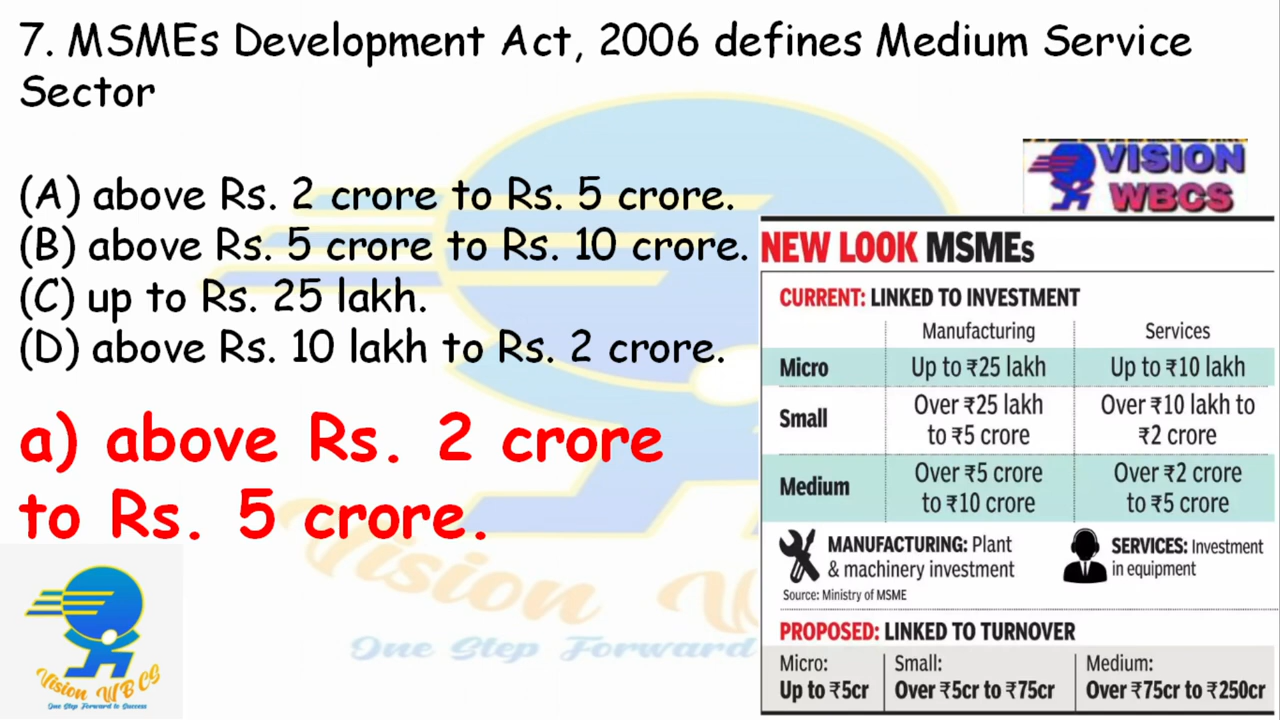 7. MSMEs Development Act, 2006 defines Medium Service
Sector
(A) above Rs. 2 crore to Rs. 5 crore.
(B) above Rs. 5 crore to Rs. 10 crore.
(C) up to Rs. 25 lakh.
(D) above Rs. 10 lakh to Rs. 2 crore.
a) above Rs. 2 crore
to Rs. 5 crore.
VISION
WBCS
NEW LOOK MSMEs
CURRENT: LINKED TO INVESTMENT
Manufacturing Services
Micro Up to ₹25 lakh Up to ₹10 lakh
Small Over ₹25 lakh to ₹5 crore Over ₹10 lakh to ₹2 crore
Medium Over ₹5 crore to ₹10 crore Over ₹2 crore to ₹5 crore
MANUFACTURING: Plant
& machinery investment
SERVICES: Investment
in equipment
Source: Ministry of MSME
PROPOSED: LINKED TO TURNOVER
Micro: Small: Medium:
Up to ₹5cr Over ₹5cr to ₹75cr Over ₹75cr to ₹250cr
Vision W
One Step Forward
Vision WBCS
One Step Forward to Success